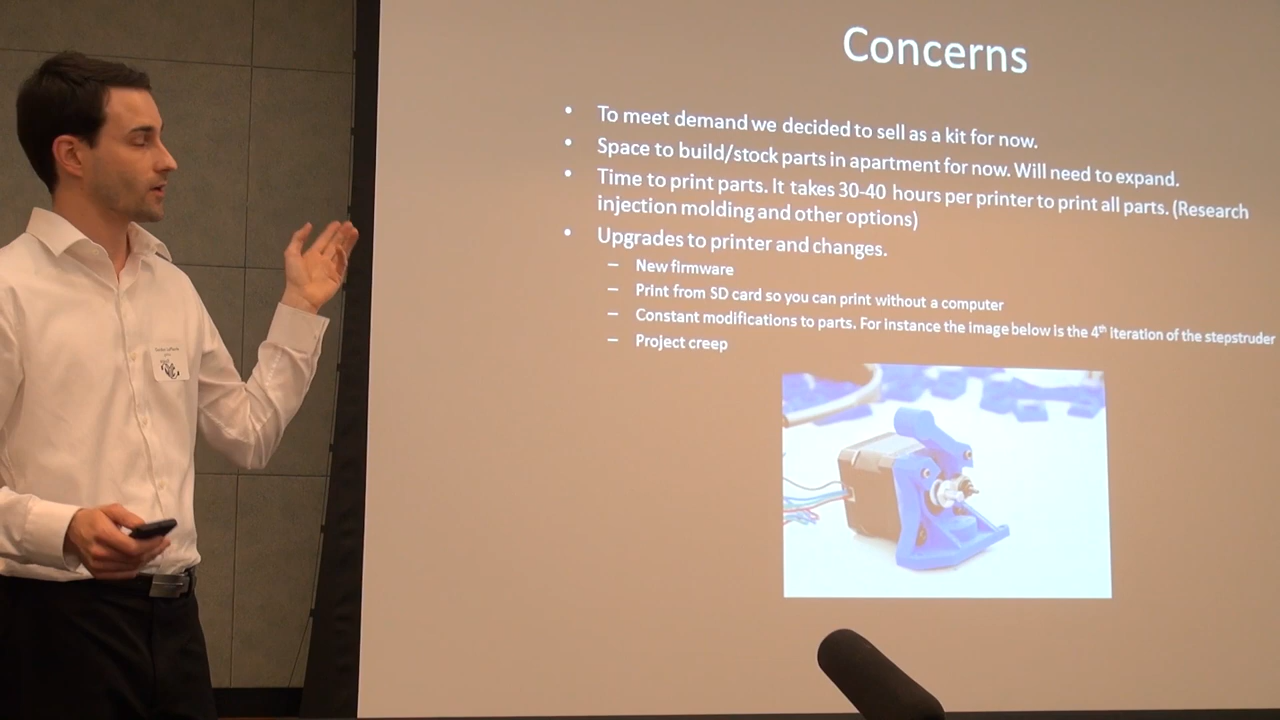 Concerns
• To meet demand we decided to sell as a kit for now.
• Space to build/stock parts in apartment for now. Will need to expand.
• Time to print parts. It takes 30-40 hours per printer to print all parts. (Research
injection molding and other options)
• Upgrades to printer and changes.
– New firmware
– Print from SD card so you can print without a computer
– Constant modifications to parts. For instance the image below is the 4th iteration of the stepstruder
– Project creep